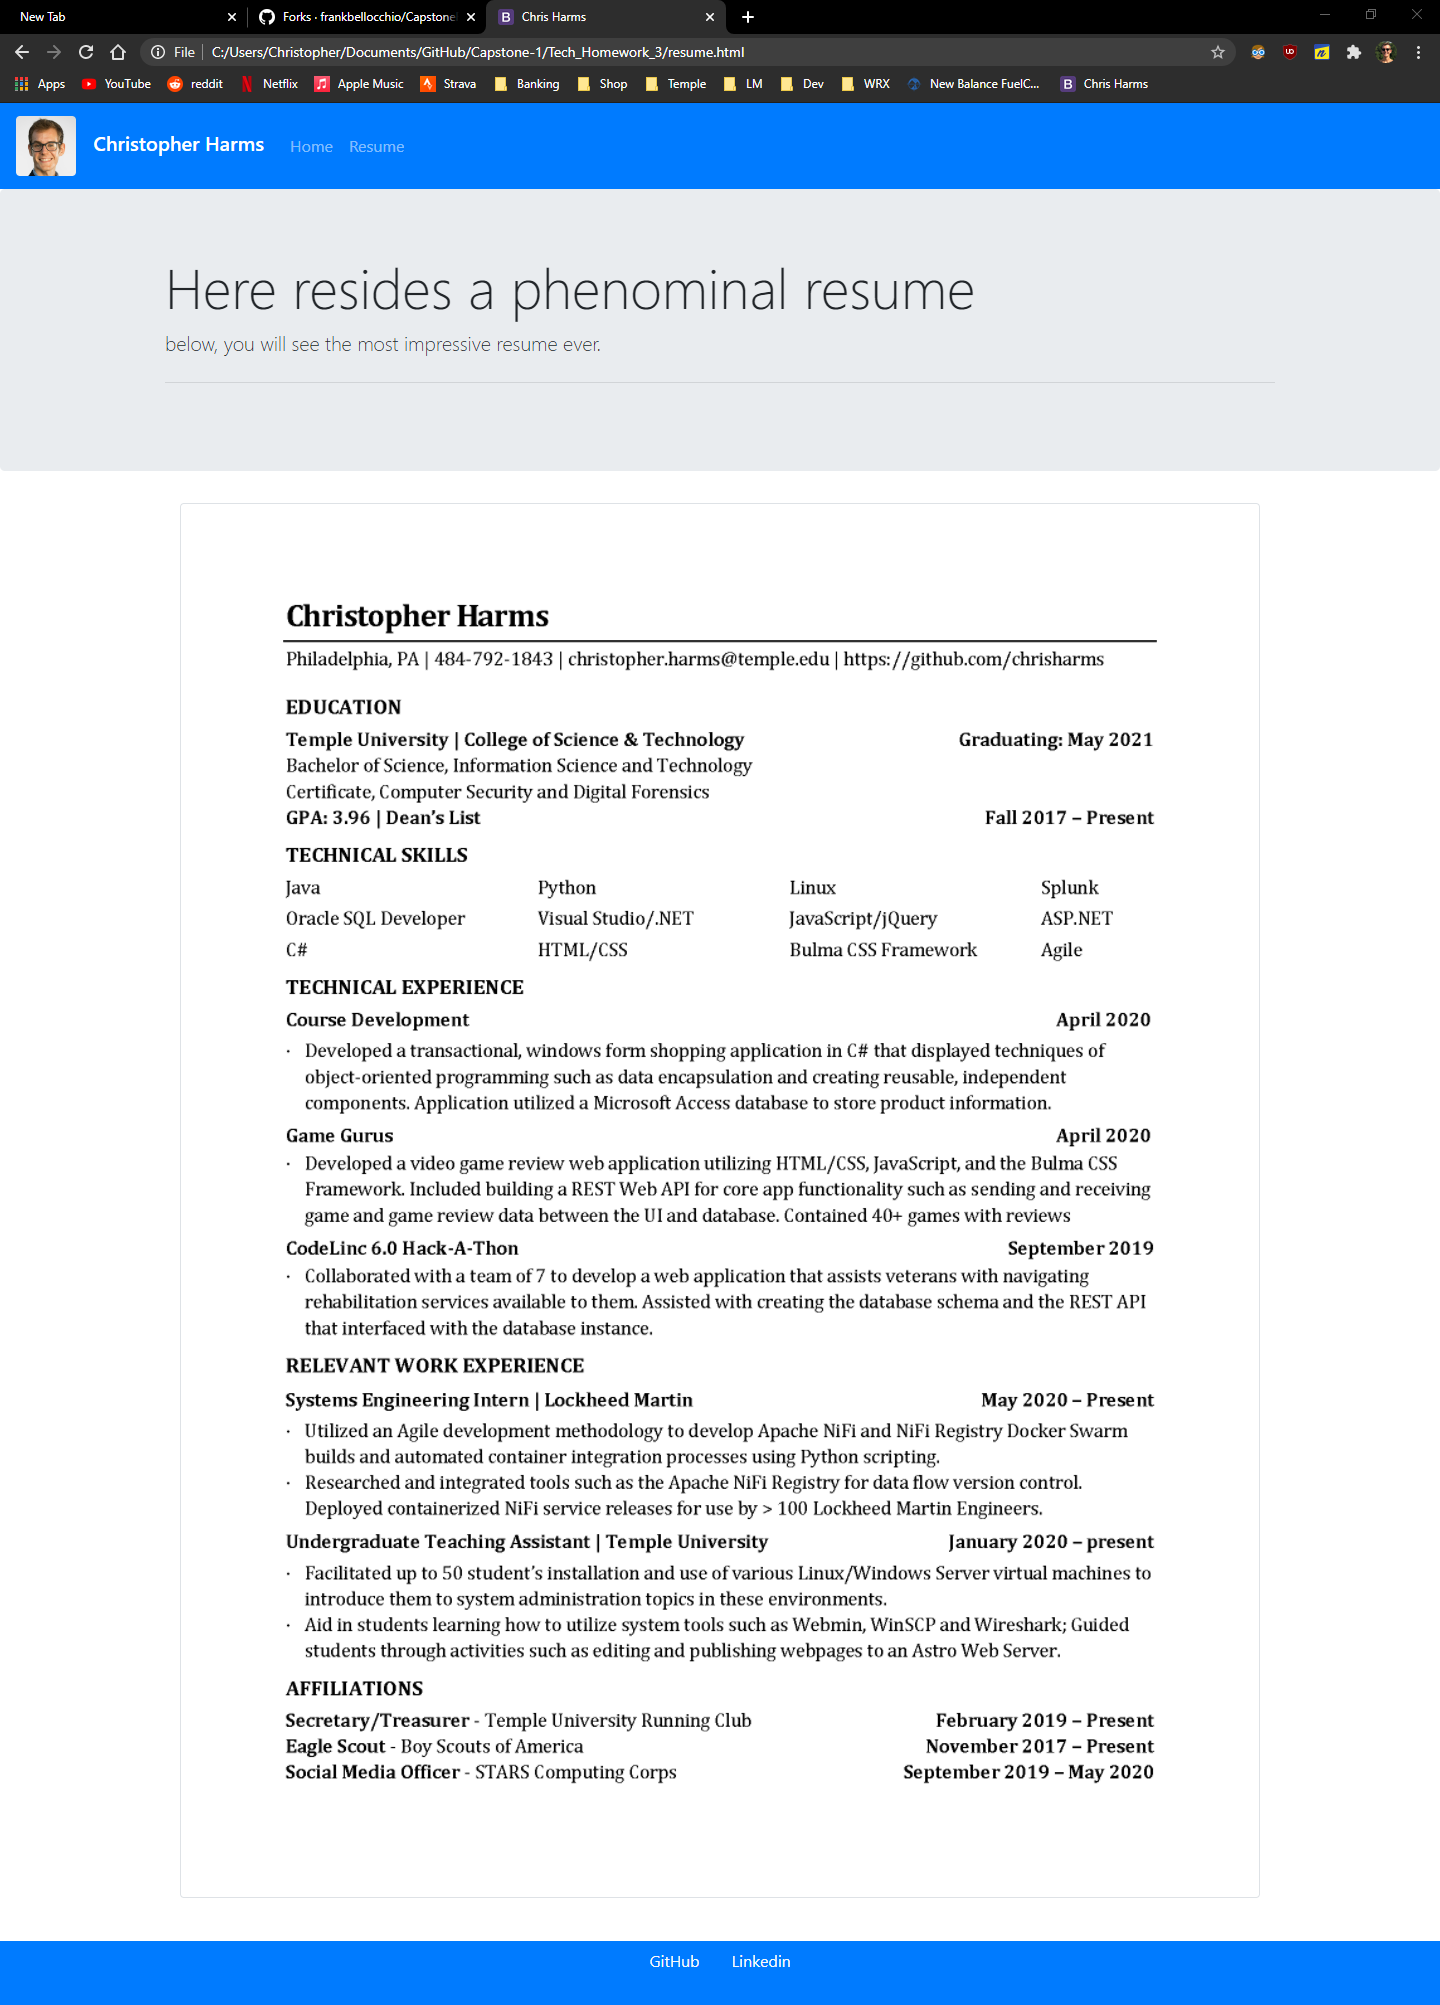 New Tab
Forks · frankbellocchio/Capstone
Chris Harms
File
C:/Users/Christopher/Documents/GitHub/Capstone-1/Tech_Homework_3/resume.html
Apps YouTube reddit Netflix Apple Music Strava Banking Shop Temple LM Dev WRX New Balance FuelC... Chris Harms
Christopher Harms Home Resume
Here resides a phenominal resume
below, you will see the most impressive resume ever.
Christopher Harms
Philadelphia, PA | 484-792-1843 | christopher.harms@temple.edu | https://github.com/chrisharms
EDUCATION
Temple University | College of Science & Technology Graduating: May 2021
Bachelor of Science, Information Science and Technology
Certificate, Computer Security and Digital Forensics
GPA: 3.96 | Dean's List Fall 2017 – Present
TECHNICAL SKILLS
Java Python Linux Splunk
Oracle SQL Developer Visual Studio/.NET JavaScript/jQuery ASP.NET
C# HTML/CSS Bulma CSS Framework Agile
TECHNICAL EXPERIENCE
Course Development April 2020
· Developed a transactional, windows form shopping application in C# that displayed techniques of
object-oriented programming such as data encapsulation and creating reusable, independent
components. Application utilized a Microsoft Access database to store product information.
Game Gurus April 2020
· Developed a video game review web application utilizing HTML/CSS, JavaScript, and the Bulma CSS
Framework. Included building a REST Web API for core app functionality such as sending and receiving
game and game review data between the UI and database. Contained 40+ games with reviews
CodeLinc 6.0 Hack-A-Thon September 2019
· Collaborated with a team of 7 to develop a web application that assists veterans with navigating
rehabilitation services available to them. Assisted with creating the database schema and the REST API
that interfaced with the database instance.
RELEVANT WORK EXPERIENCE
Systems Engineering Intern | Lockheed Martin May 2020 – Present
· Utilized an Agile development methodology to develop Apache NiFi and NiFi Registry Docker Swarm
builds and automated container integration processes using Python scripting.
· Researched and integrated tools such as the Apache NiFi Registry for data flow version control.
Deployed containerized NiFi service releases for use by > 100 Lockheed Martin Engineers.
Undergraduate Teaching Assistant | Temple University January 2020 – present
· Facilitated up to 50 student's installation and use of various Linux/Windows Server virtual machines to
introduce them to system administration topics in these environments.
· Aid in students learning how to utilize system tools such as Webmin, WinSCP and Wireshark; Guided
students through activities such as editing and publishing webpages to an Astro Web Server.
AFFILIATIONS
Secretary/Treasurer - Temple University Running Club February 2019 – Present
Eagle Scout - Boy Scouts of America November 2017 – Present
Social Media Officer - STARS Computing Corps September 2019 – May 2020
GitHub Linkedin